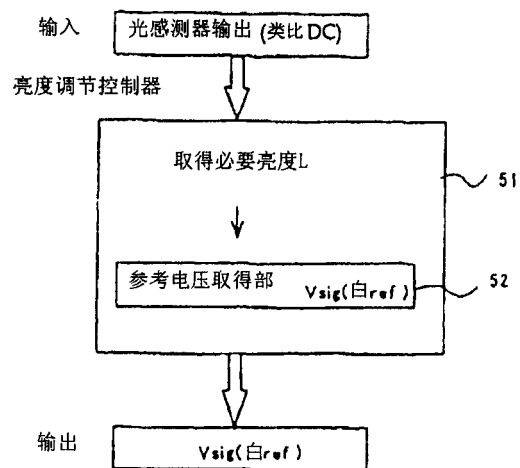 输入
光感测器输出 (类比DC)
亮度调节控制器
取得必要亮度L
51
参考电压取得部
Vsig(白ref)
52
输出
Vsig(白ref)